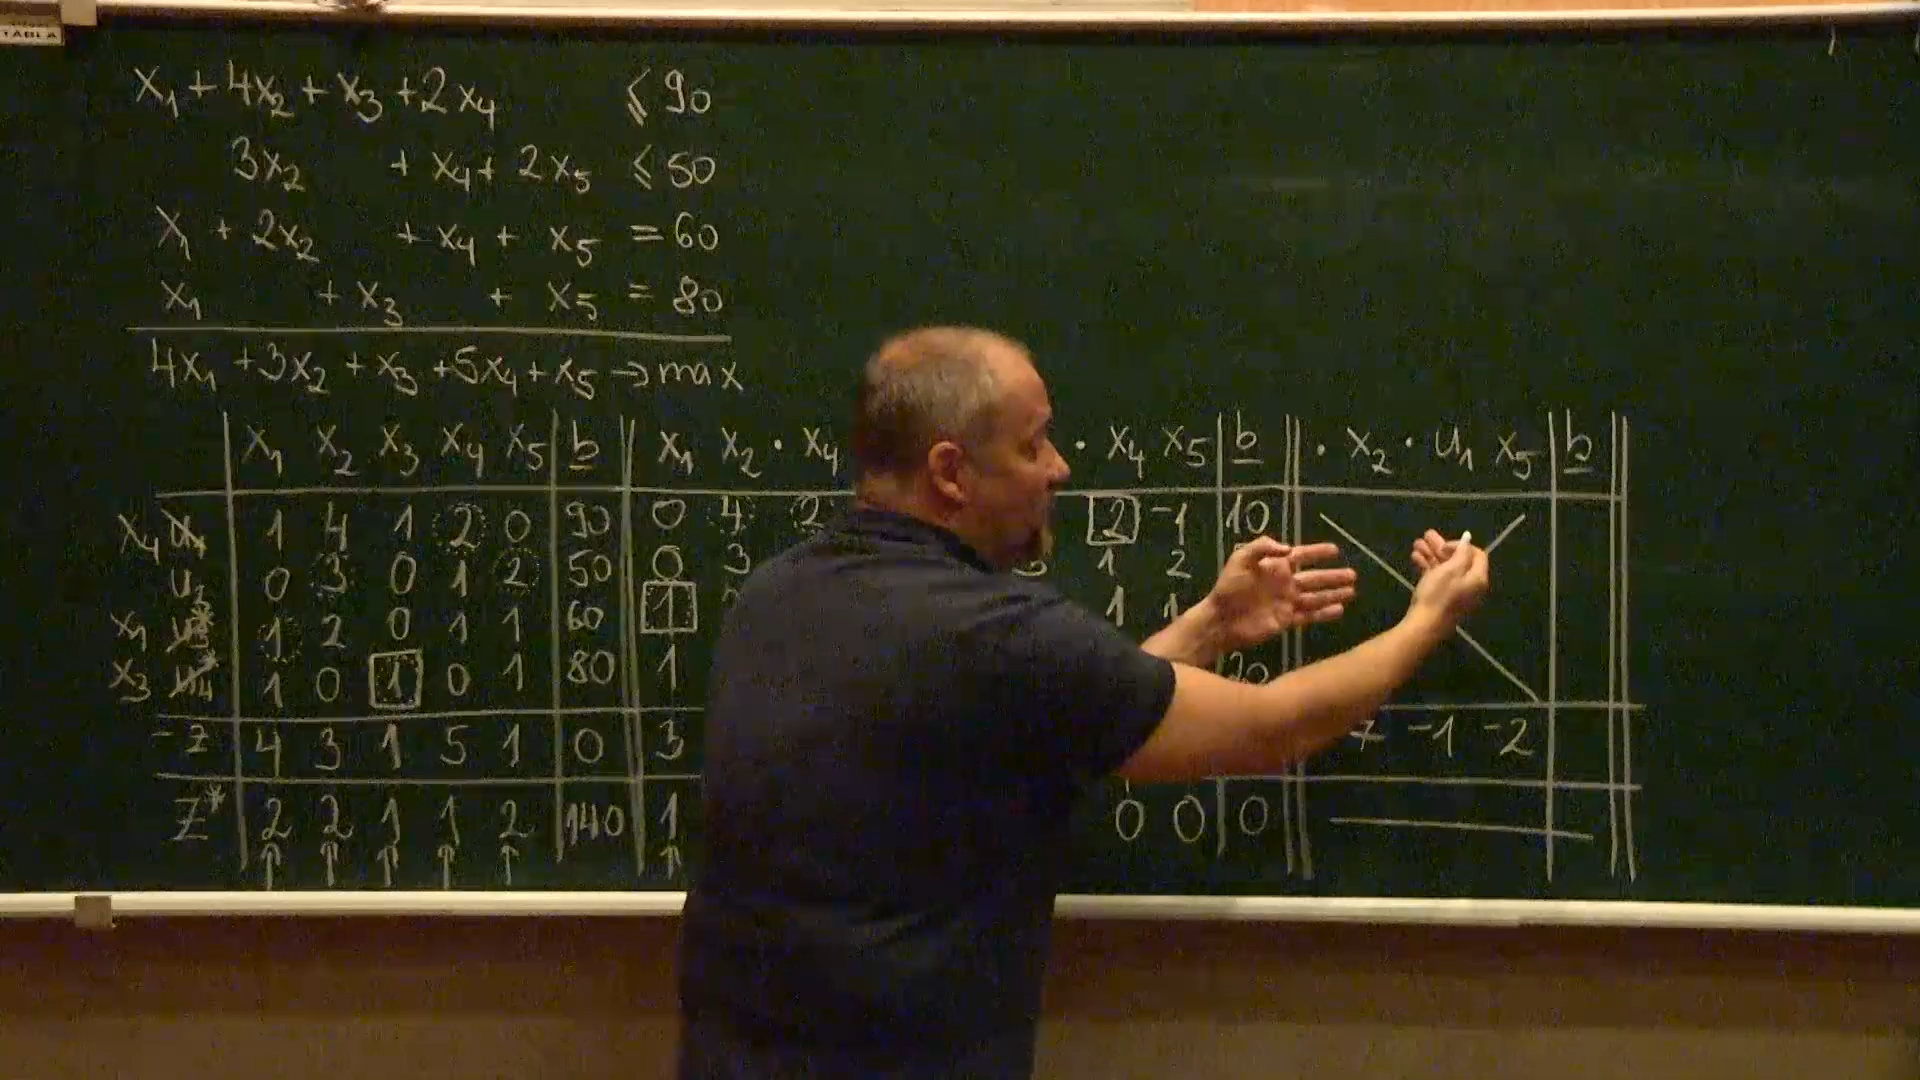 TÁBLA
x₁ + 4x₂ + x₃ + 2x₄ ≤ 90
3x₂ + x₄ + 2x₅ ≤ 50
x₁ + 2x₂ + x₄ + x₅ = 60
x₁ + x₃ + x₅ = 80
4x₁ + 3x₂ + x₃ + 5x₄ + x₅ → max
x₁ x₂ x₃ x₄ x₅ b x₁ x₂ · x₄ · x₄ x₅ b · x₂ · u₁ x₅ b
x₄ u₁ 1 4 1 2 0 90 0 4 2 2 -1 10
u₂ 0 3 0 1 2 50 0 3 1 2
x₁ 1 2 0 1 1 60 1 1 1
x₃ 1 0 1 0 1 80 1 20
-z 4 3 1 5 1 0 3 -1 -2
z* 2 2 1 1 2 140 1 0 0 0